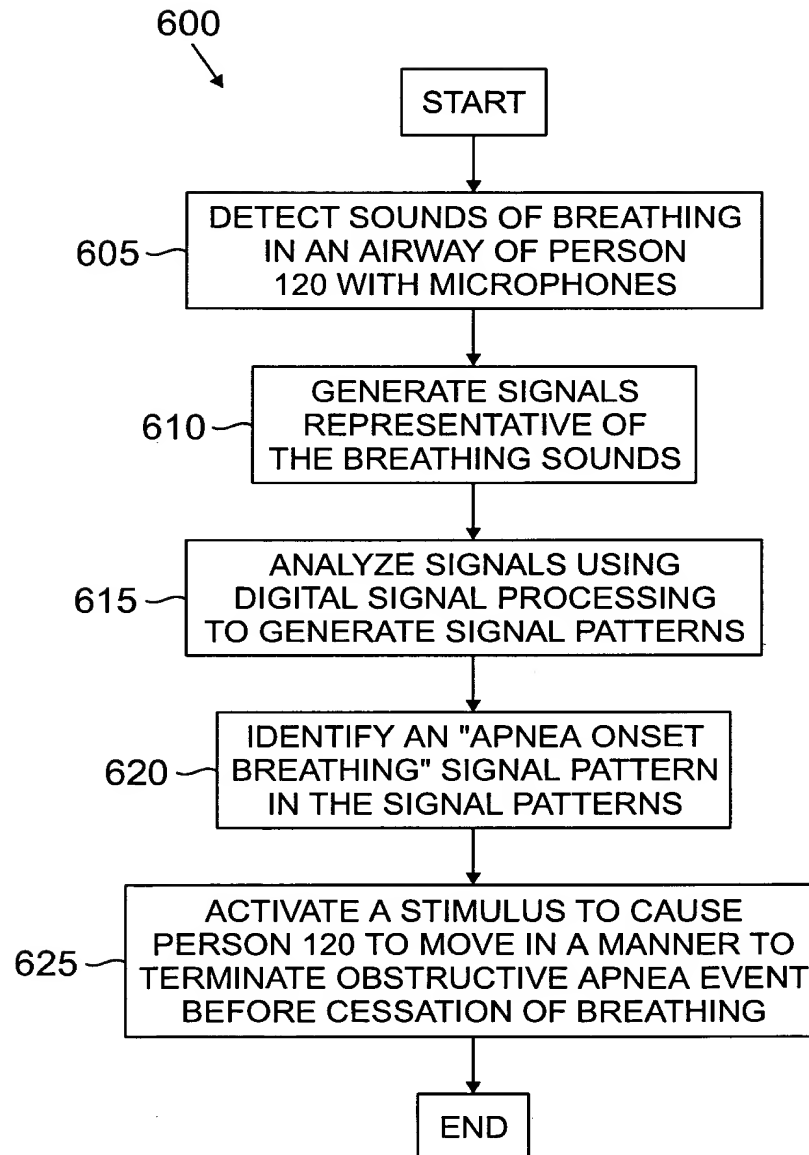 600
START
605
DETECT SOUNDS OF BREATHING
IN AN AIRWAY OF PERSON
120 WITH MICROPHONES
610
GENERATE SIGNALS
REPRESENTATIVE OF
THE BREATHING SOUNDS
615
ANALYZE SIGNALS USING
DIGITAL SIGNAL PROCESSING
TO GENERATE SIGNAL PATTERNS
620
IDENTIFY AN "APNEA ONSET
BREATHING" SIGNAL PATTERN
IN THE SIGNAL PATTERNS
625
ACTIVATE A STIMULUS TO CAUSE
PERSON 120 TO MOVE IN A MANNER TO
TERMINATE OBSTRUCTIVE APNEA EVENT
BEFORE CESSATION OF BREATHING
END